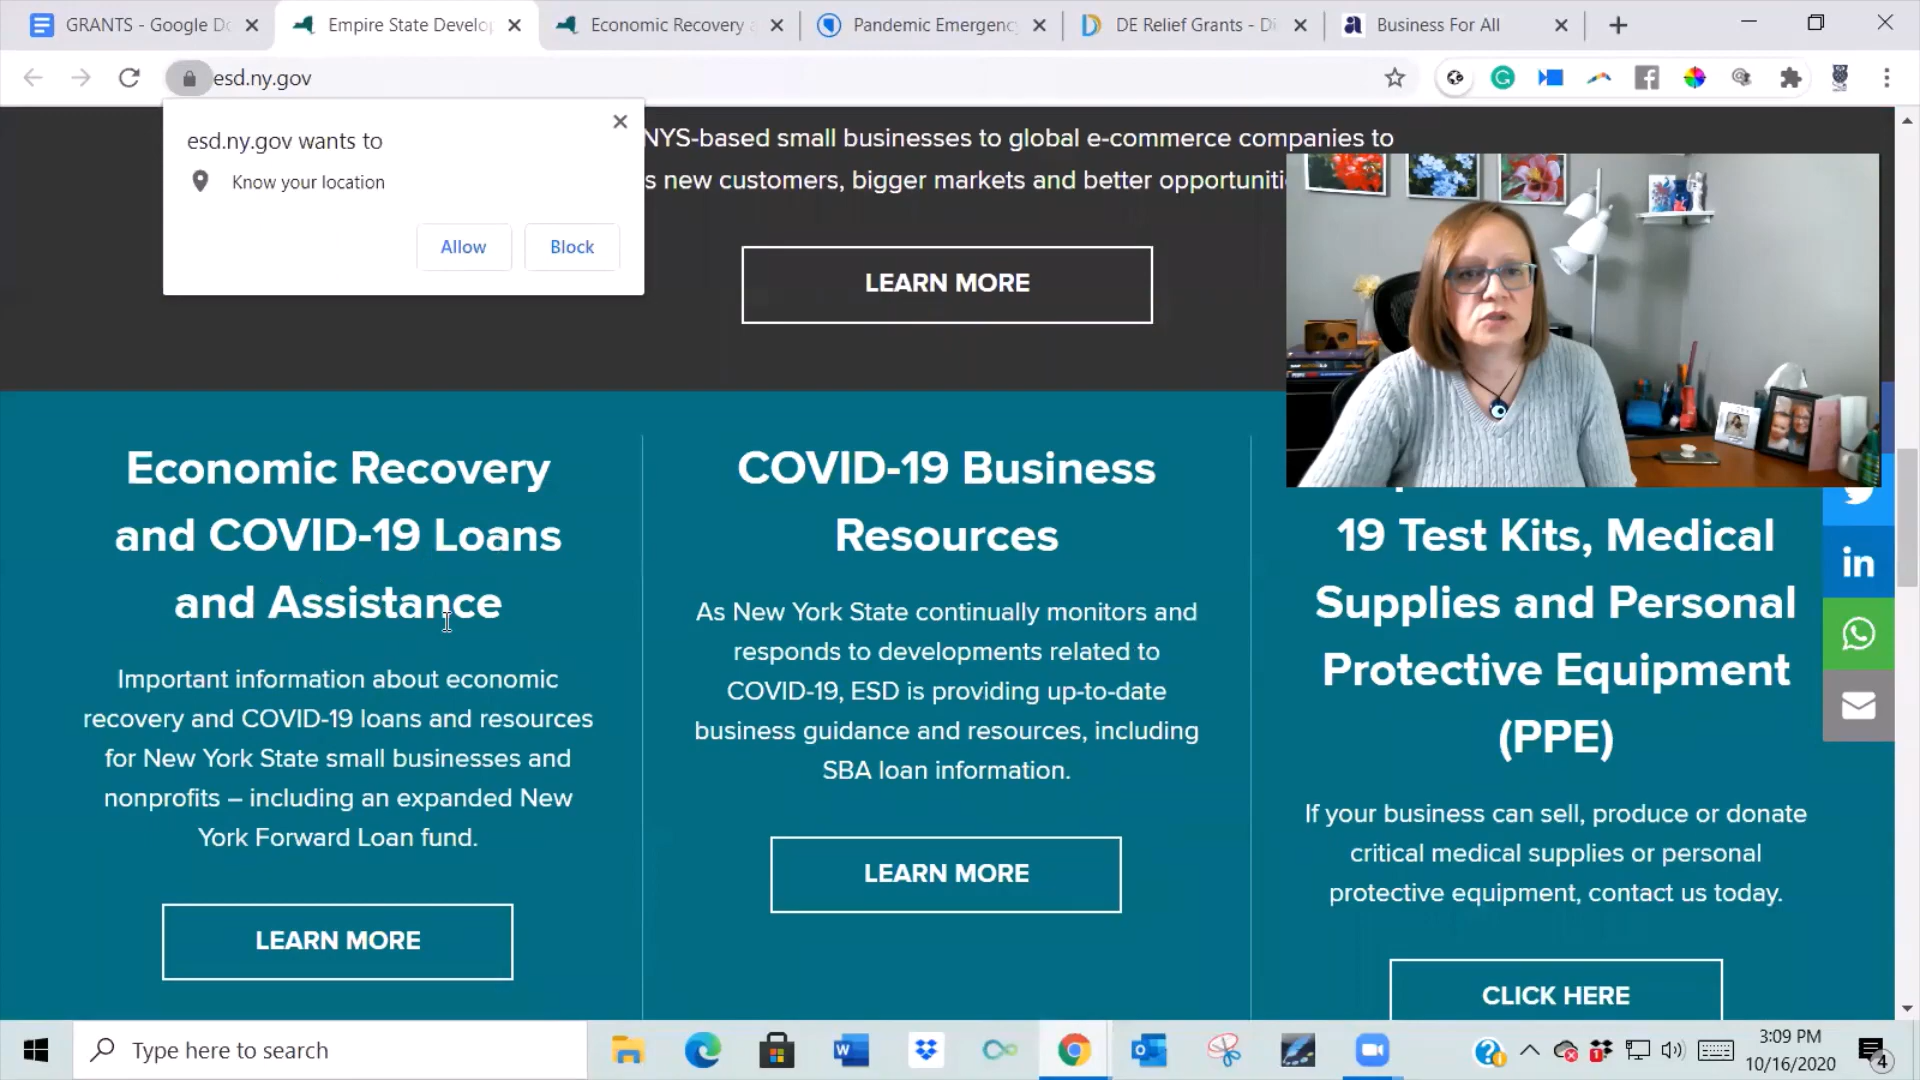 GRANTS - Google Do
Empire State Develop
Economic Recovery a
Pandemic Emergenc
DE Relief Grants - Di
Business For All
esd.ny.gov
esd.ny.gov wants to
Know your location
Allow
Block
NYS-based small businesses to global e-commerce companies to
s new customers, bigger markets and better opportuniti
LEARN MORE
Economic Recovery
and COVID-19 Loans
and Assistance
Important information about economic
recovery and COVID-19 loans and resources
for New York State small businesses and
nonprofits – including an expanded New
York Forward Loan fund.
LEARN MORE
COVID-19 Business
Resources
As New York State continually monitors and
responds to developments related to
COVID-19, ESD is providing up-to-date
business guidance and resources, including
SBA loan information.
LEARN MORE
19 Test Kits, Medical
Supplies and Personal
Protective Equipment
(PPE)
If your business can sell, produce or donate
critical medical supplies or personal
protective equipment, contact us today.
CLICK HERE
in
Type here to search
3:09 PM
10/16/2020
4